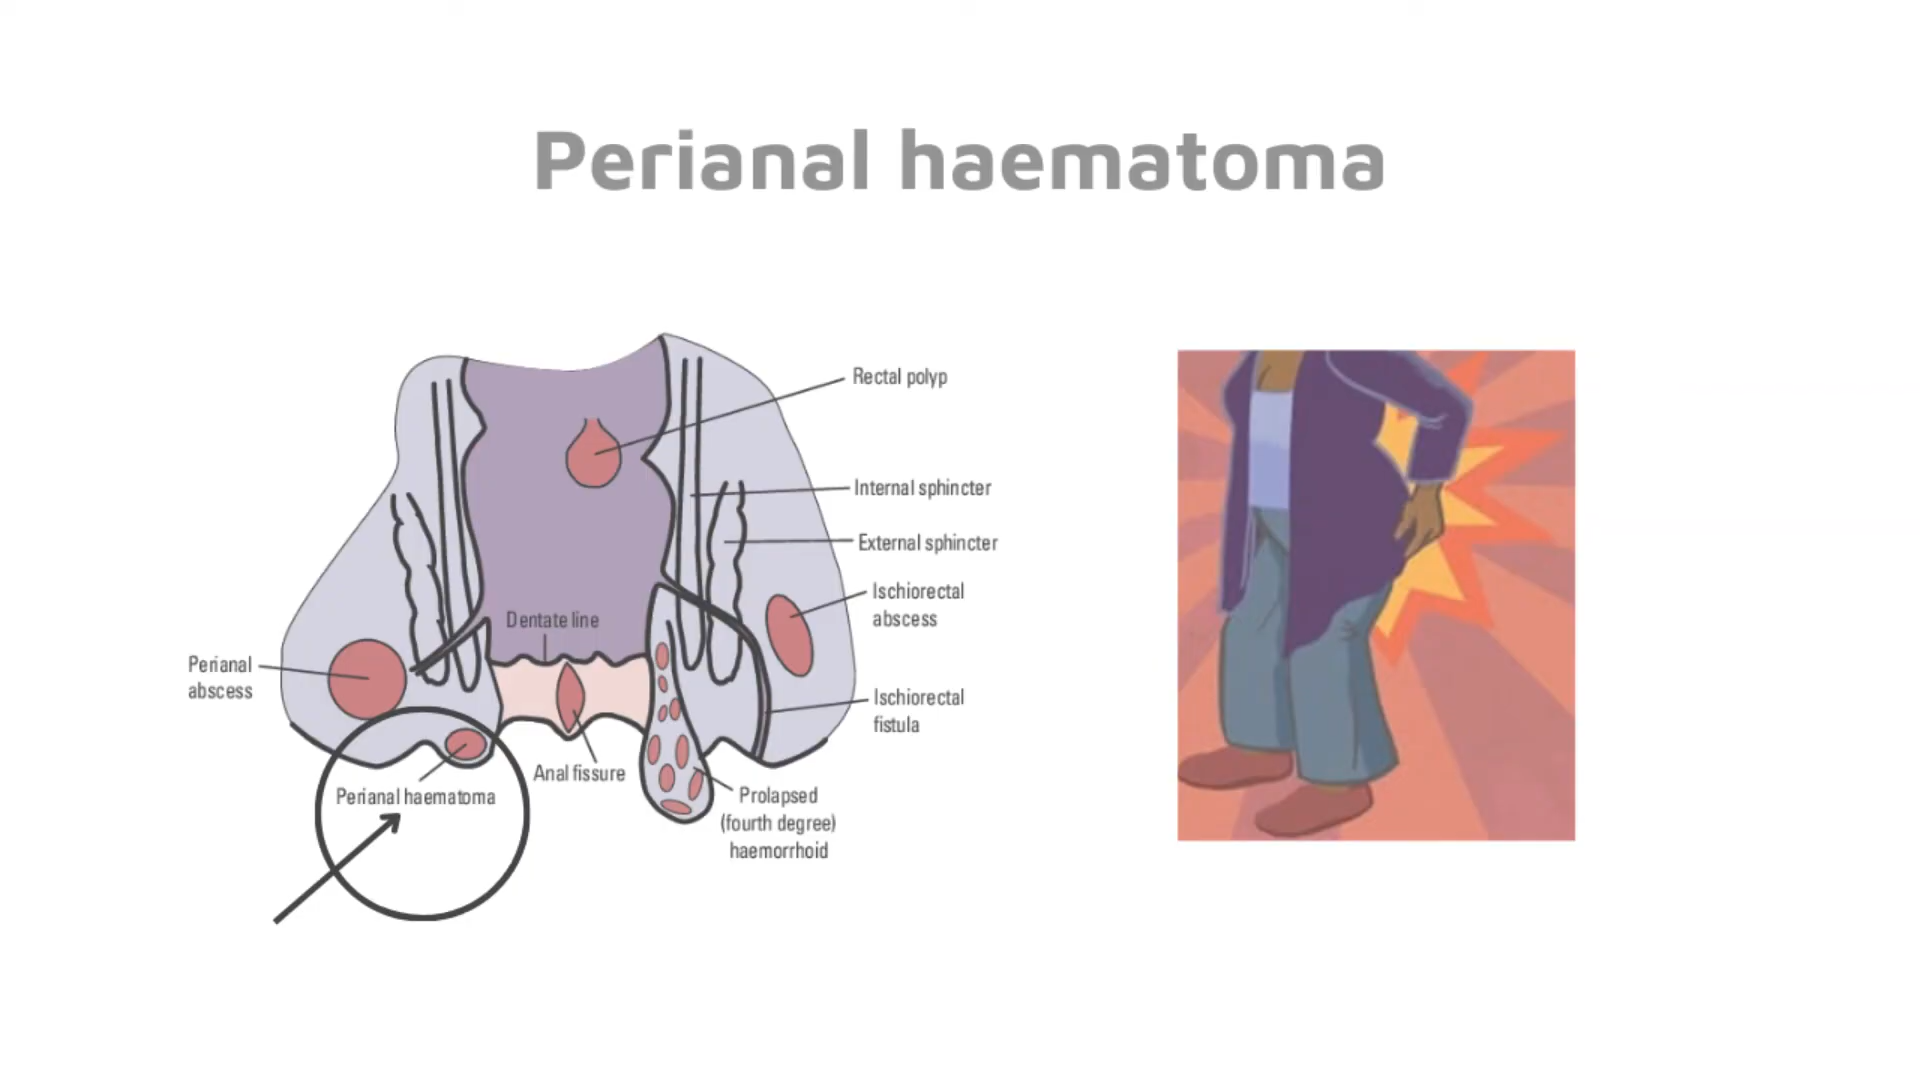 Perianal haematoma
Rectal polyp
Internal sphincter
External sphincter
Ischiorectal
abscess
Dentate line
Perianal
abscess
Ischiorectal
fistula
Anal fissure
Perianal haematoma
Prolapsed
(fourth degree)
haemorrhoid